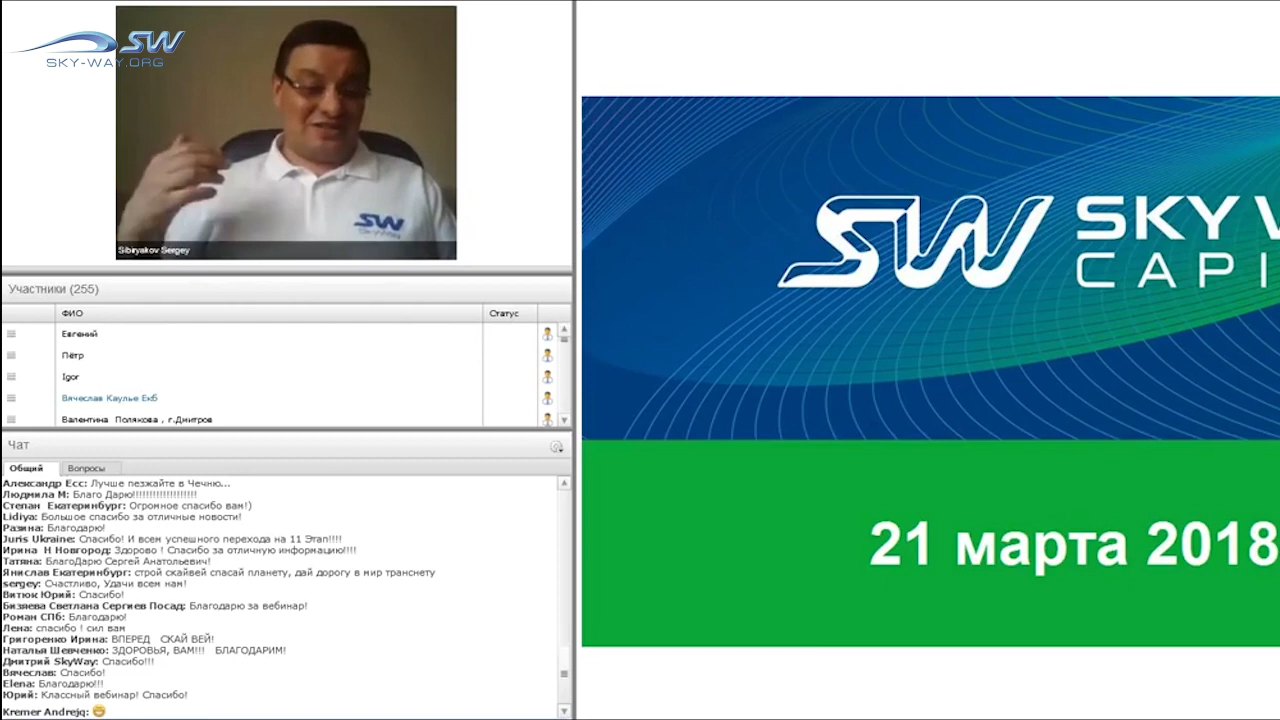 SW
SKY-WAY.ORG
SW
Sibiryakov Sergey
Участники (255)
ФИО
Статус
Евгений
Пётр
Igor
Вячеслав Каулье Екб
Валентина Полякова , г.Дмитров
Чат
Общий
Вопросы
Александр Есс: Лучше пезжайте в Чечню...
Людмила М: Благо Дарю!!!!!!!!!!!!!!!!!!!
Степан Екатеринбург: Огромное спасибо вам!)
Lidiya: Большое спасибо за отличные новости!
Разина: Благодарю!
Juris Ukraine: Спасибо! И всем успешного перехода на 11 Этап!!!!
Ирина Н Новгород: Здорово ! Спасибо за отличную информацию!!!!
Татяна: БлагоДарю Сергей Анатольевич!
Янислав Екатеринбург: строй скайвей спасай планету, дай дорогу в мир транснету
sergey: Счастливо, Удачи всем нам!
Витюк Юрий: Спасибо!
Бизяева Светлана Сергиев Посад: Благодарю за вебинар!
Роман СПб: Благодарю!
Лена: спасибо ! сил вам
Григоренко Ирина: ВПЕРЕД СКАЙ ВЕЙ!
Наталья Шевченко: ЗДОРОВЬЯ, ВАМ!!! БЛАГОДАРИМ!
Дмитрий SkyWay: Спасибо!!!
Вячеслав: Спасибо!
Elena: Благодарю!!!
Юрий: Классный вебинар! Спасибо!
Kremer Andrejq:
SW SKY
CAPI
21 марта 2018